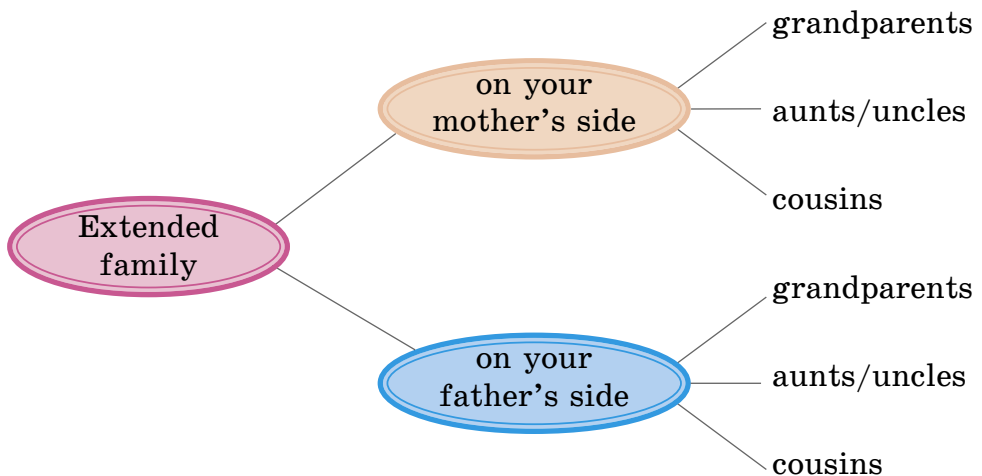 grandparents
on your
mother's side
aunts/uncles
cousins
Extended
family
grandparents
on your
father's side
aunts/uncles
cousins